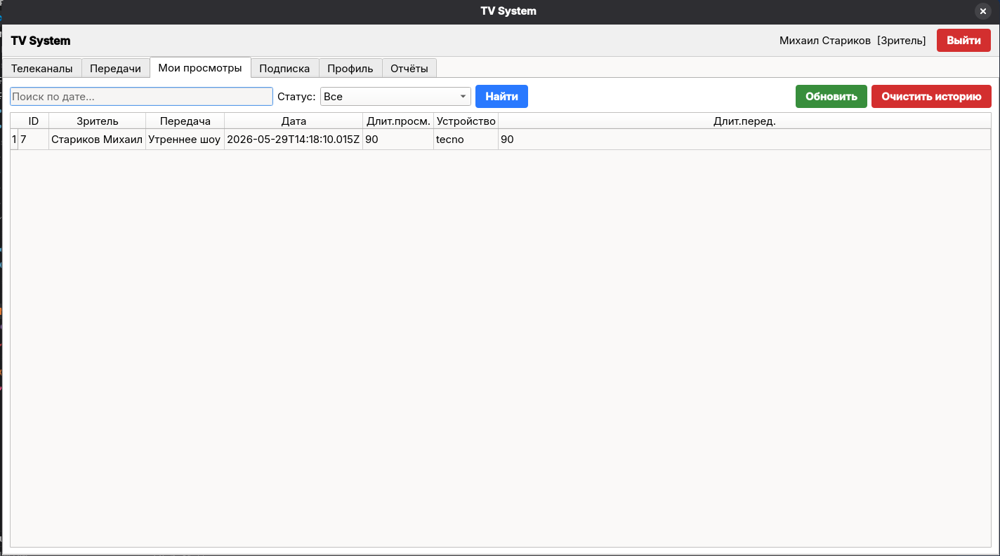 TV System
TV System
Михаил Стариков [Зритель] Выйти
Телеканалы Передачи Мои просмотры Подписка Профиль Отчёты
Поиск по дате... Статус: Все Найти Обновить Очистить историю
ID Зритель Передача Дата Длит.просм. Устройство Длит.перед.
1 7 Стариков Михаил Утреннее шоу 2026-05-29T14:18:10.015Z 90 tecno 90